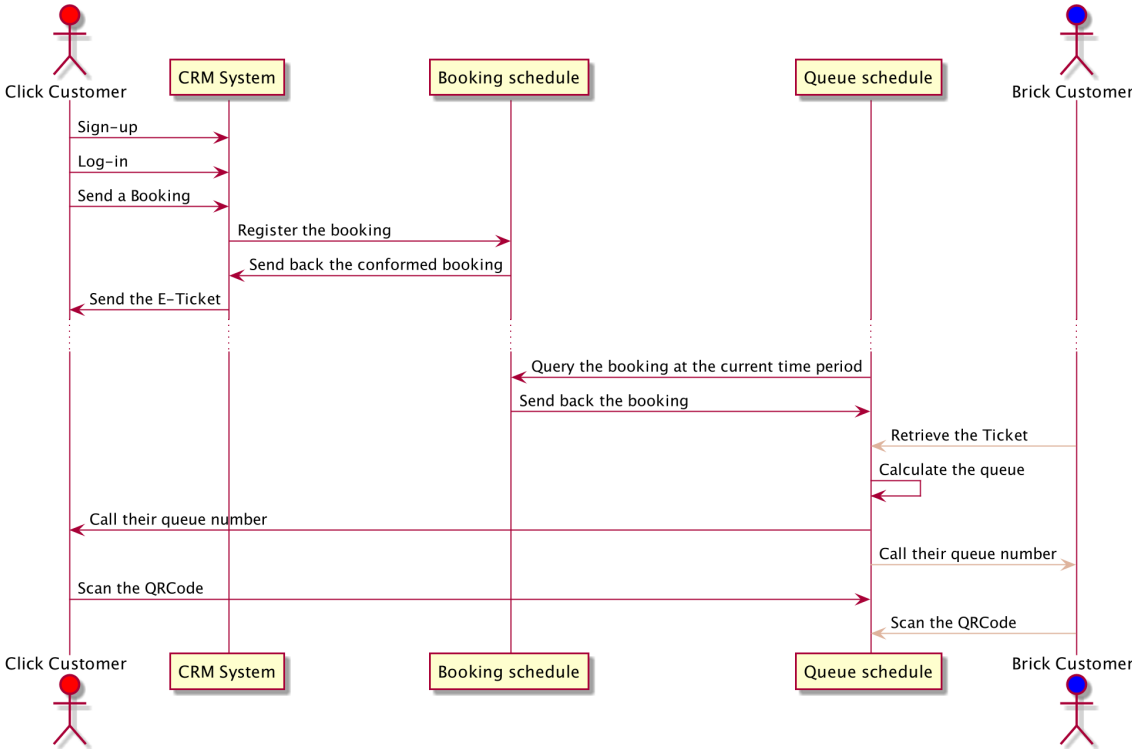 Click Customer
CRM System
Booking schedule
Queue schedule
Brick Customer
Sign-up
Log-in
Send a Booking
Register the booking
Send back the conformed booking
Send the E-Ticket
Query the booking at the current time period
Send back the booking
Retrieve the Ticket
Calculate the queue
Call their queue number
Call their queue number
Scan the QRCode
Scan the QRCode
Click Customer
CRM System
Booking schedule
Queue schedule
Brick Customer